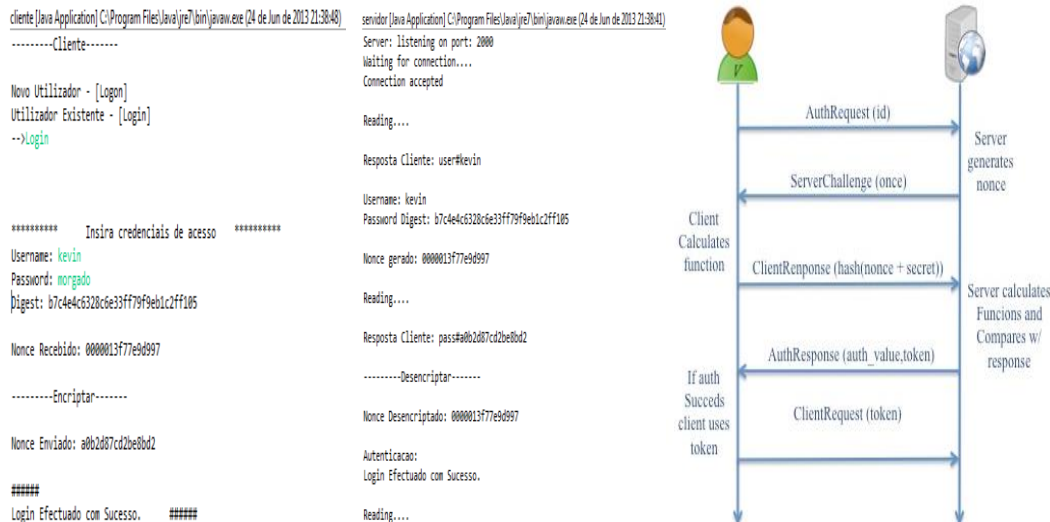 cliente [Java Application] C:\Program Files\Java\jre7\bin\javaw.exe (24 de Jun de 2013 21:38:48)
---------Cliente-------
Novo Utilizador - [Logon]
Utilizador Existente - [Login]
-->Login
********** Insira credenciais de acesso **********
Username: kevin
Password: morgado
Digest: b7c4e4c6328c6e33ff79f9eb1c2ff105
Nonce Recebido: 0000013f77e9d997
---------Encriptar-------
Nonce Enviado: a0b2d87cd2be8bd2
######
Login Efectuado com Sucesso. ######
servidor [Java Application] C:\Program Files\Java\jre7\bin\javaw.exe (24 de Jun de 2013 21:38:41)
Server: listening on port: 2000
Waiting for connection....
Connection accepted
Reading....
Resposta Cliente: user#kevin
Username: kevin
Password Digest: b7c4e4c6328c6e33ff79f9eb1c2ff105
Nonce gerado: 0000013f77e9d997
Reading....
Resposta Cliente: pass#a0b2d87cd2be8bd2
---------Desencriptar-------
Nonce Desencriptado: 0000013f77e9d997
Autenticacao:
Login Efectuado com Sucesso.
Reading....
V
AuthRequest (id)
Server
generates
nonce
ServerChallenge (once)
Client
Calculates
function
ClientRenponse (hash(nonce + secret))
Server calculates
Funcions and
Compares w/
response
AuthResponse (auth_value,token)
If auth
Succeds
client uses
token
ClientRequest (token)